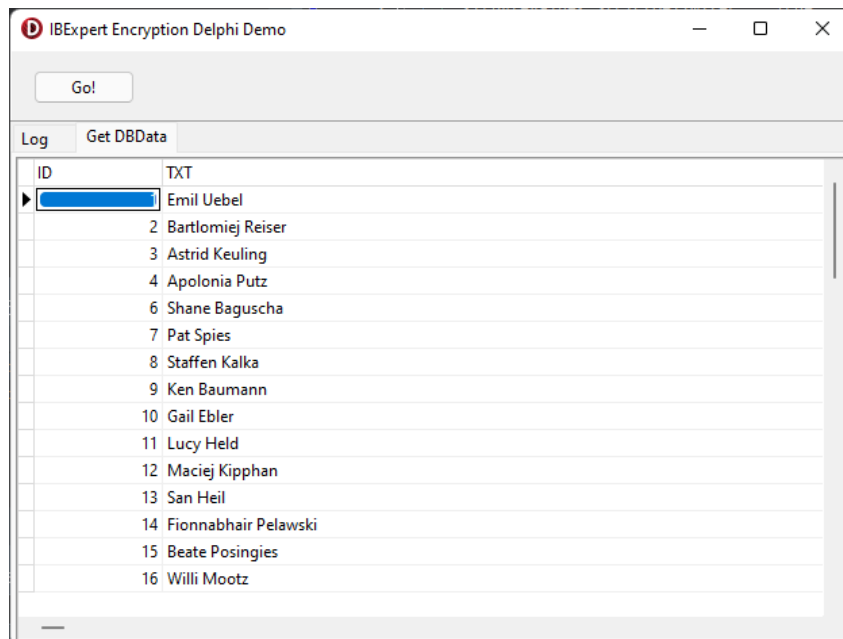 IBExpert Encryption Delphi Demo
Go!
Log Get DBData
ID TXT
1 Emil Uebel
2 Bartlomiej Reiser
3 Astrid Keuling
4 Apolonia Putz
6 Shane Baguscha
7 Pat Spies
8 Staffen Kalka
9 Ken Baumann
10 Gail Ebler
11 Lucy Held
12 Maciej Kipphan
13 San Heil
14 Fionnabhair Pelawski
15 Beate Posingies
16 Willi Mootz